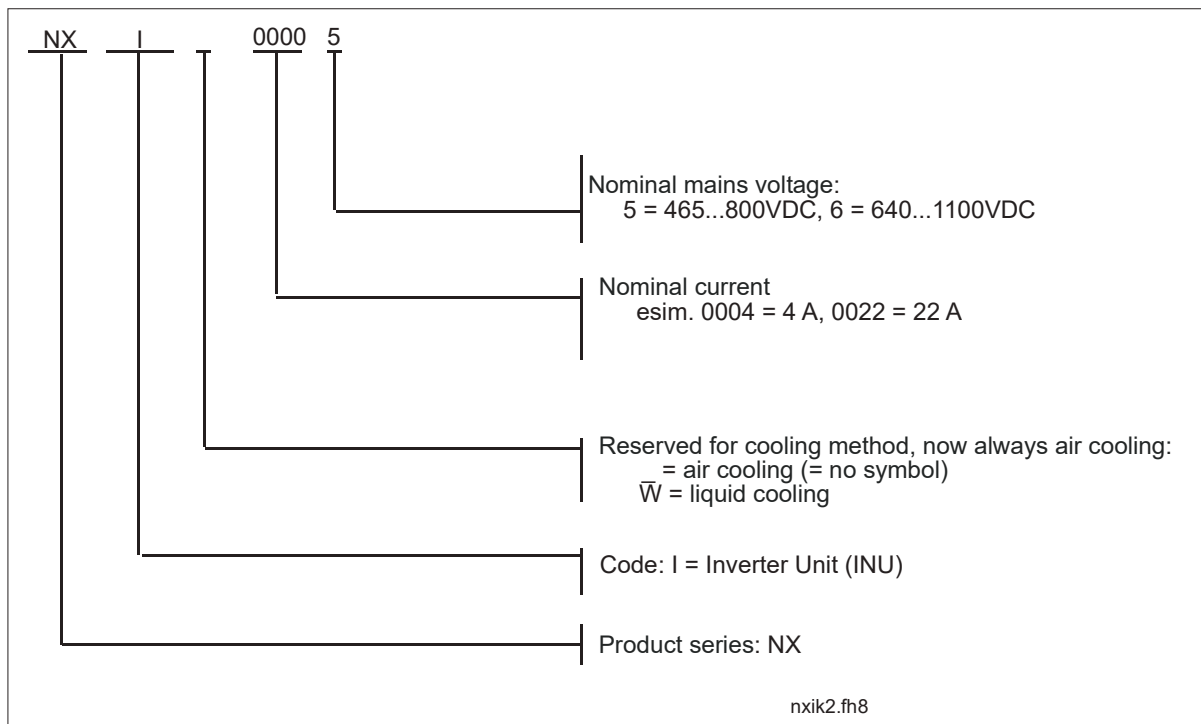 NX I _ 0000 5
Nominal mains voltage:
5 = 465...800VDC, 6 = 640...1100VDC
Nominal current
esim. 0004 = 4 A, 0022 = 22 A
Reserved for cooling method, now always air cooling:
_ = air cooling (= no symbol)
W = liquid cooling
Code: I = Inverter Unit (INU)
Product series: NX
nxik2.fh8